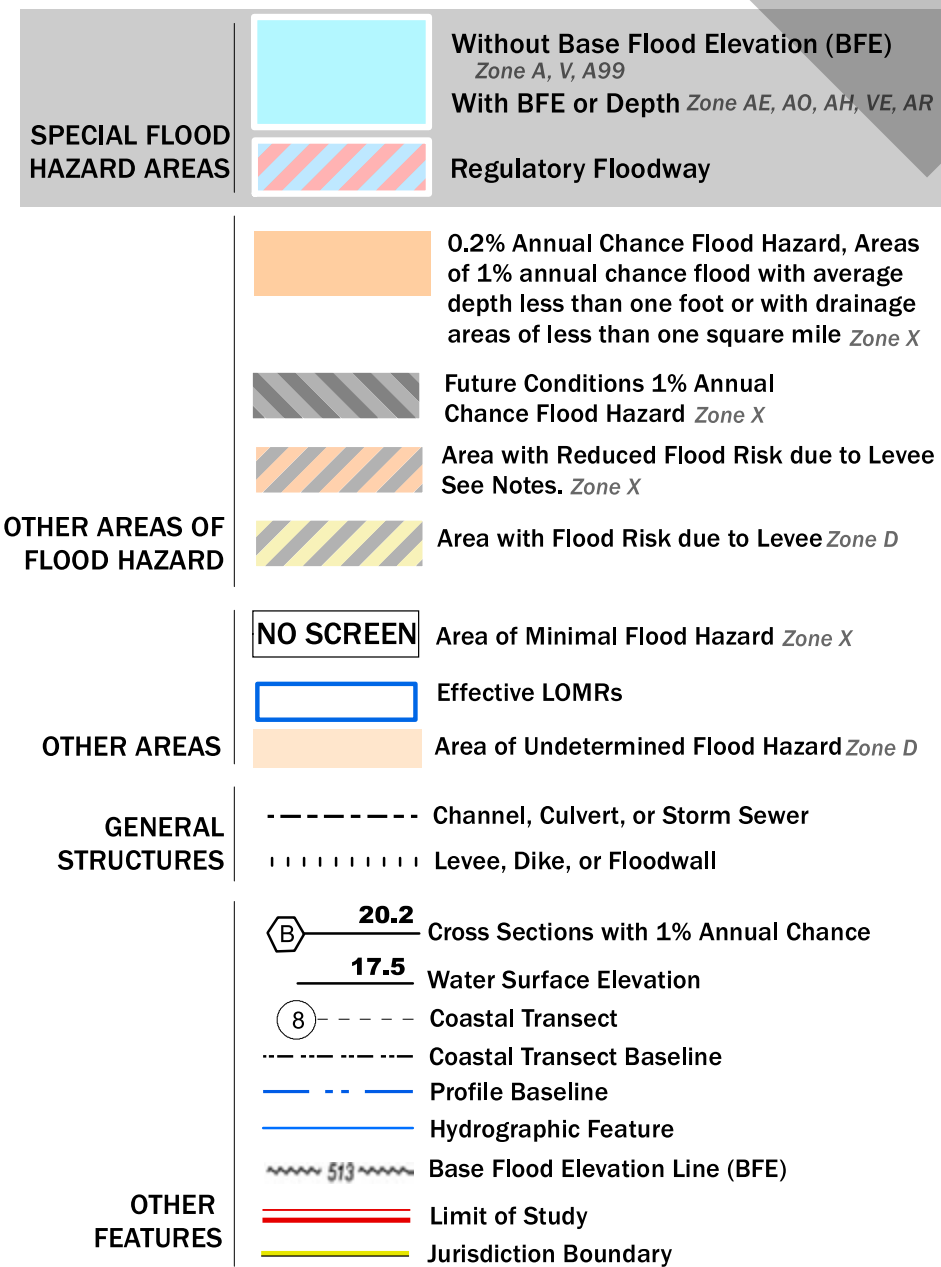 SPECIAL FLOOD
HAZARD AREAS
Without Base Flood Elevation (BFE)
Zone A, V, A99
With BFE or Depth Zone AE, AO, AH, VE, AR
Regulatory Floodway
OTHER AREAS OF
FLOOD HAZARD
0.2% Annual Chance Flood Hazard, Areas
of 1% annual chance flood with average
depth less than one foot or with drainage
areas of less than one square mile Zone X
Future Conditions 1% Annual
Chance Flood Hazard Zone X
Area with Reduced Flood Risk due to Levee
See Notes. Zone X
Area with Flood Risk due to Levee Zone D
OTHER AREAS
NO SCREEN Area of Minimal Flood Hazard Zone X
Effective LOMRs
Area of Undetermined Flood Hazard Zone D
GENERAL
STRUCTURES
Channel, Culvert, or Storm Sewer
Levee, Dike, or Floodwall
OTHER
FEATURES
B 20.2 Cross Sections with 1% Annual Chance
17.5 Water Surface Elevation
8 Coastal Transect
Coastal Transect Baseline
Profile Baseline
Hydrographic Feature
513 Base Flood Elevation Line (BFE)
Limit of Study
Jurisdiction Boundary